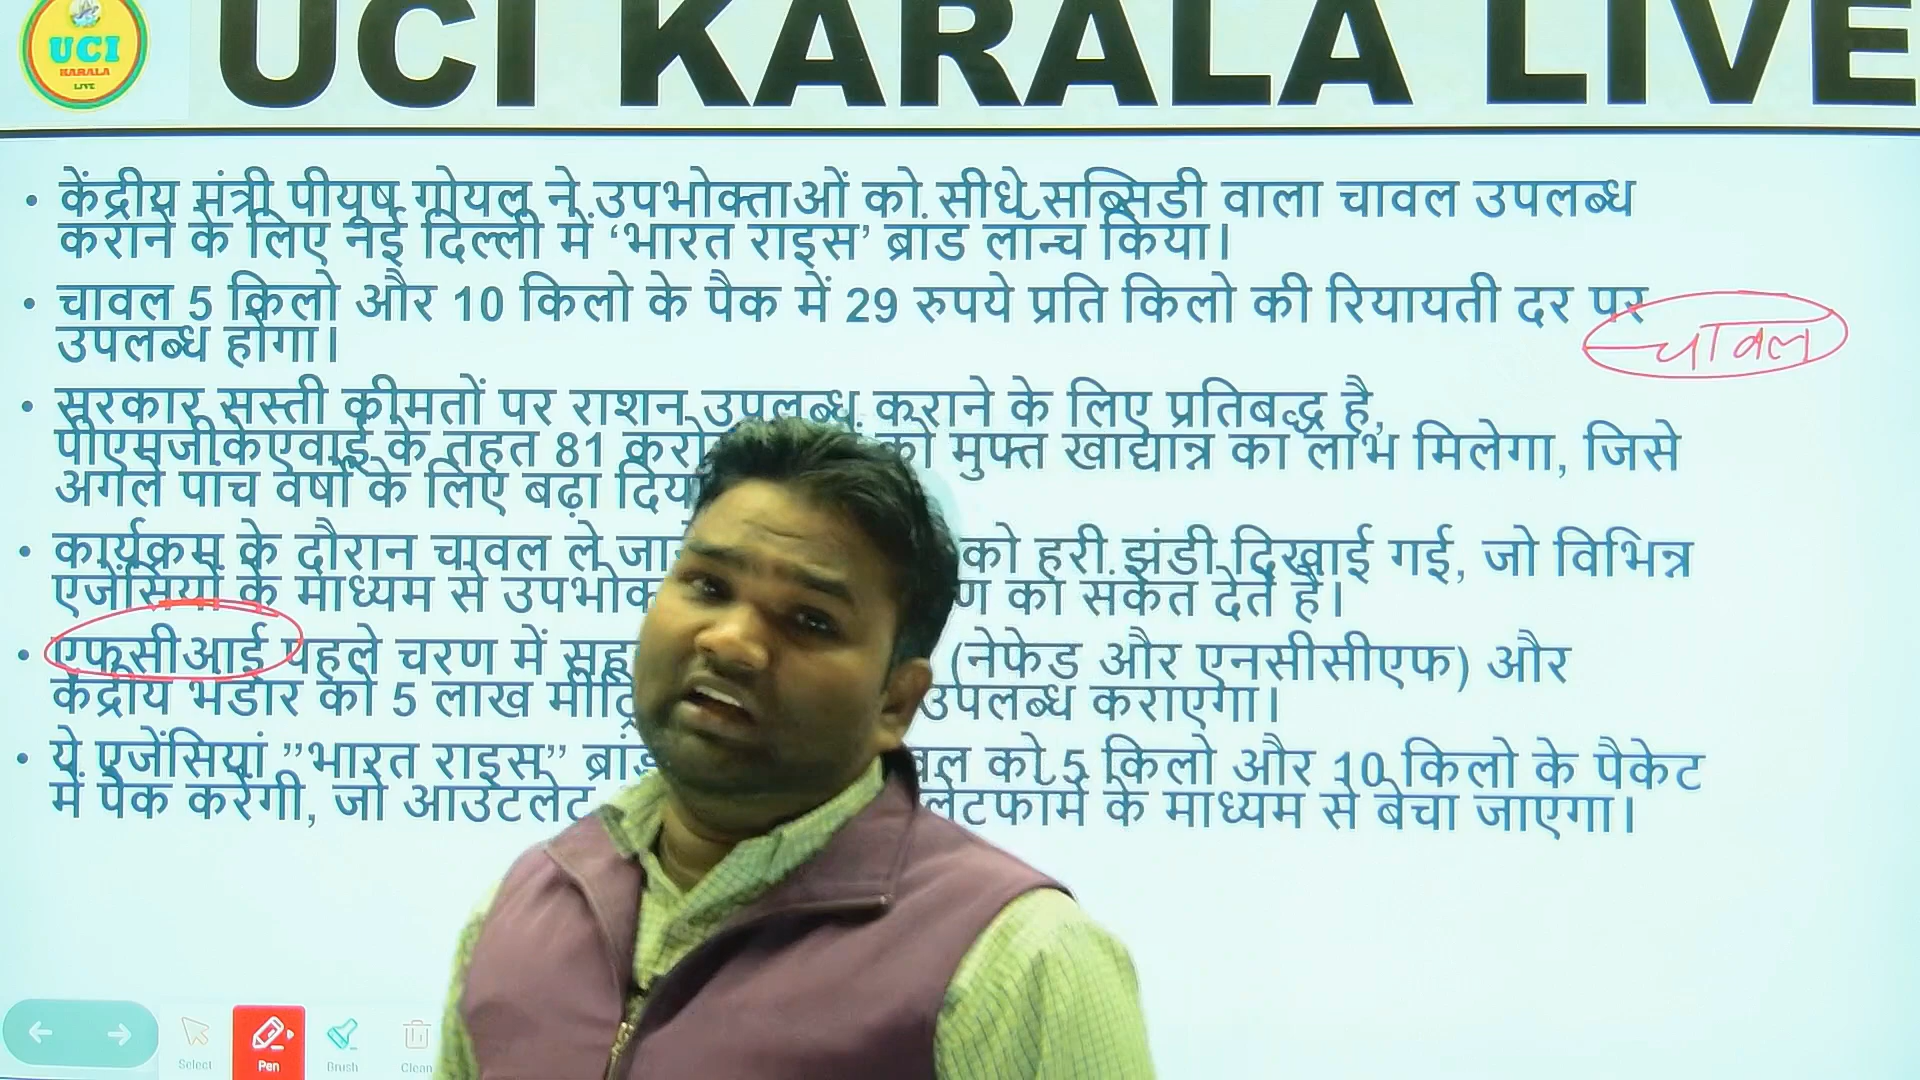 UCI KARALA LIVE
UCI
KARALA
LIVE
• केंद्रीय मंत्री पीयूष गोयल ने उपभोक्ताओं को सीधे सब्सिडी वाला चावल उपलब्ध
कराने के लिए नई दिल्ली में ‘भारत राइस’ ब्रांड लॉन्च किया।
• चावल 5 किलो और 10 किलो के पैक में 29 रुपये प्रति किलो की रियायती दर पर
उपलब्ध होगा।
चावल
• सरकार सस्ती कीमतों पर राशन उपलब्ध कराने के लिए प्रतिबद्ध है,
पीएमजीकेएवाई के तहत 81 को मुफ्त खाद्यान्न का लाभ मिलेगा, जिसे
अगले पांच वर्षों के लिए बढ़ा
• कार्यक्रम के दौरान चावल ले को हरी झंडी दिखाई गई, जो विभिन्न
एजेंसियों के माध्यम से का संकेत देते हैं।
• एफसीआई पहले चरण में (नेफेड और एनसीसीएफ) और
केंद्रीय भंडार को 5 लाख उपलब्ध कराएगा।
• ये एजेंसियां ”भारत राइस” को 5 किलो और 10 किलो के पैकेट
में पैक करेंगी, जो आउटलेट के माध्यम से बेचा जाएगा।
Select
Pen
Brush
Clean